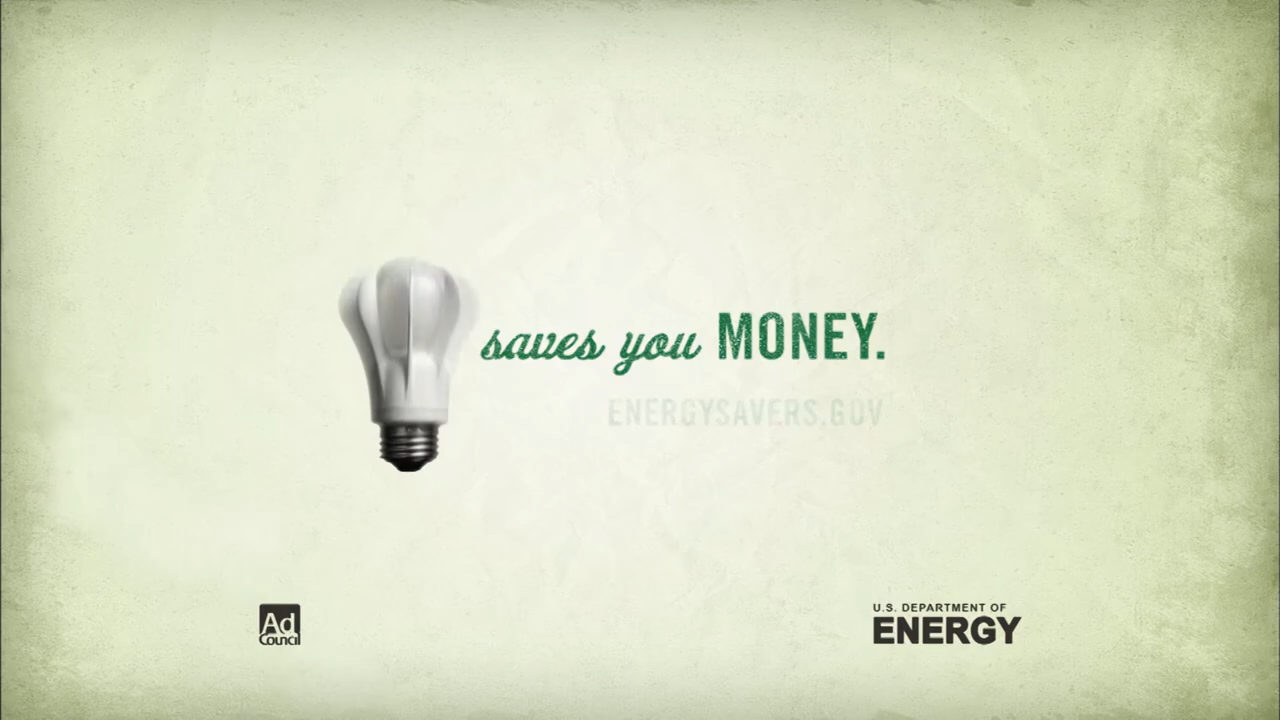 saves you MONEY.
ENERGYSAVERS.GOV
Ad
Council
U.S. DEPARTMENT OF
ENERGY